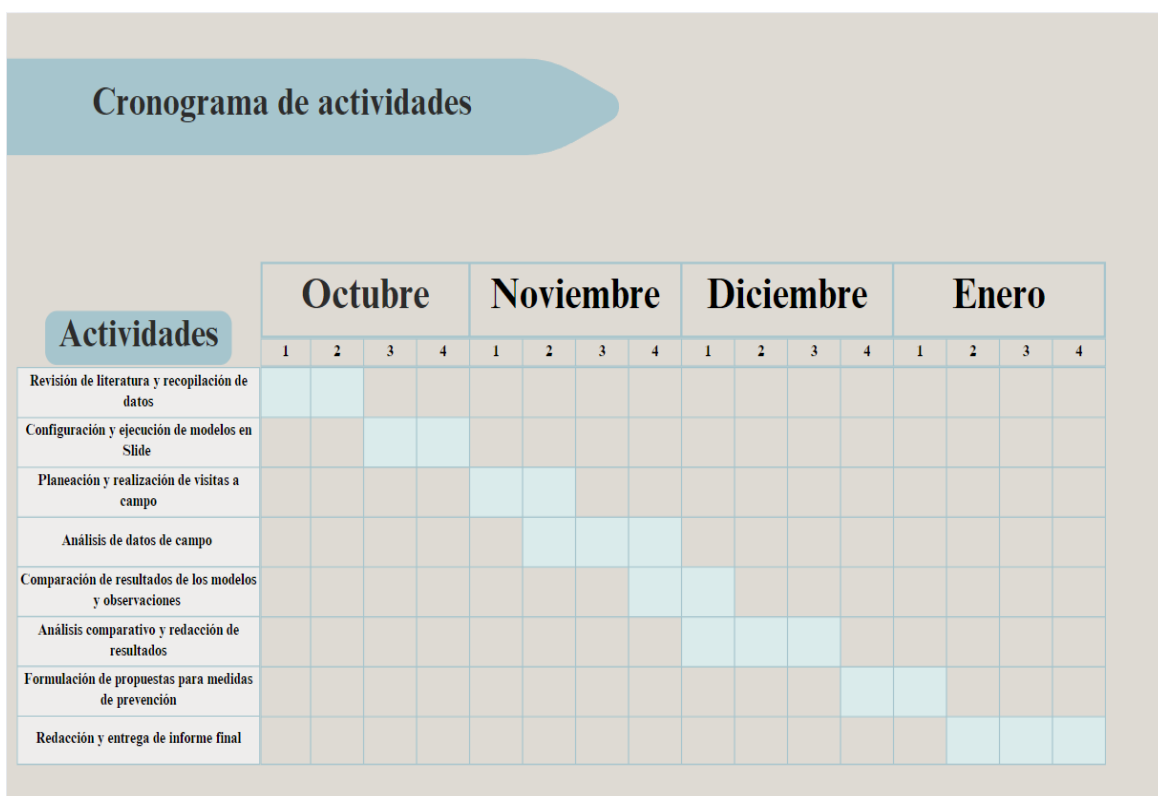 Cronograma de actividades
Octubre Noviembre Diciembre Enero
Actividades
1 2 3 4 1 2 3 4 1 2 3 4 1 2 3 4
Revisión de literatura y recopilación de
datos
Configuración y ejecución de modelos en
Slide
Planeación y realización de visitas a
campo
Análisis de datos de campo
Comparación de resultados de los modelos
y observaciones
Análisis comparativo y redacción de
resultados
Formulación de propuestas para medidas
de prevención
Redacción y entrega de informe final